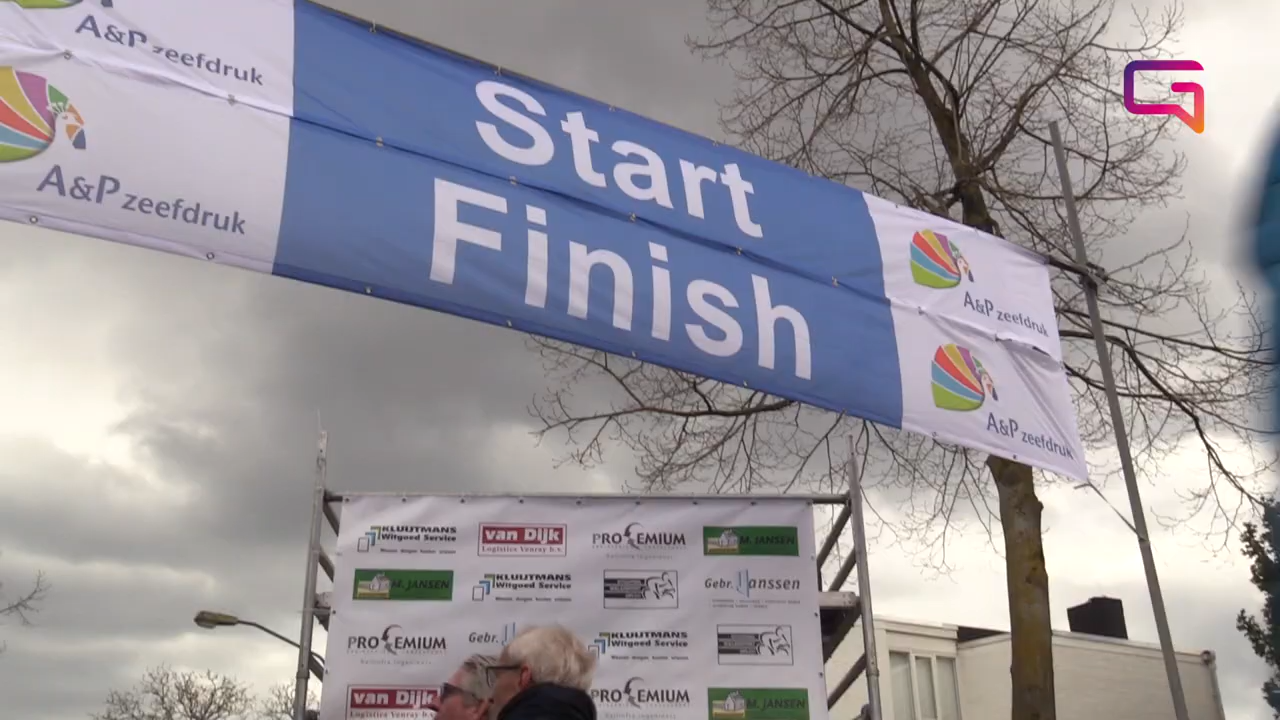 A&P zeefdruk
A&P zeefdruk
Start
Finish
A&P zeefdruk
A&P zeefdruk
KLUIJTMANS
Witgoed Service
van Dijk
Logistics Venray b.v.
PRO EMIUM
M. JANSEN
M. JANSEN
KLUIJTMANS
Witgoed Service
Gebr. Janssen
PRO EMIUM
Gebr.
KLUIJTMANS
Witgoed Service
van Dijk
Logistics Venray b.v.
PRO EMIUM
M. JANSEN